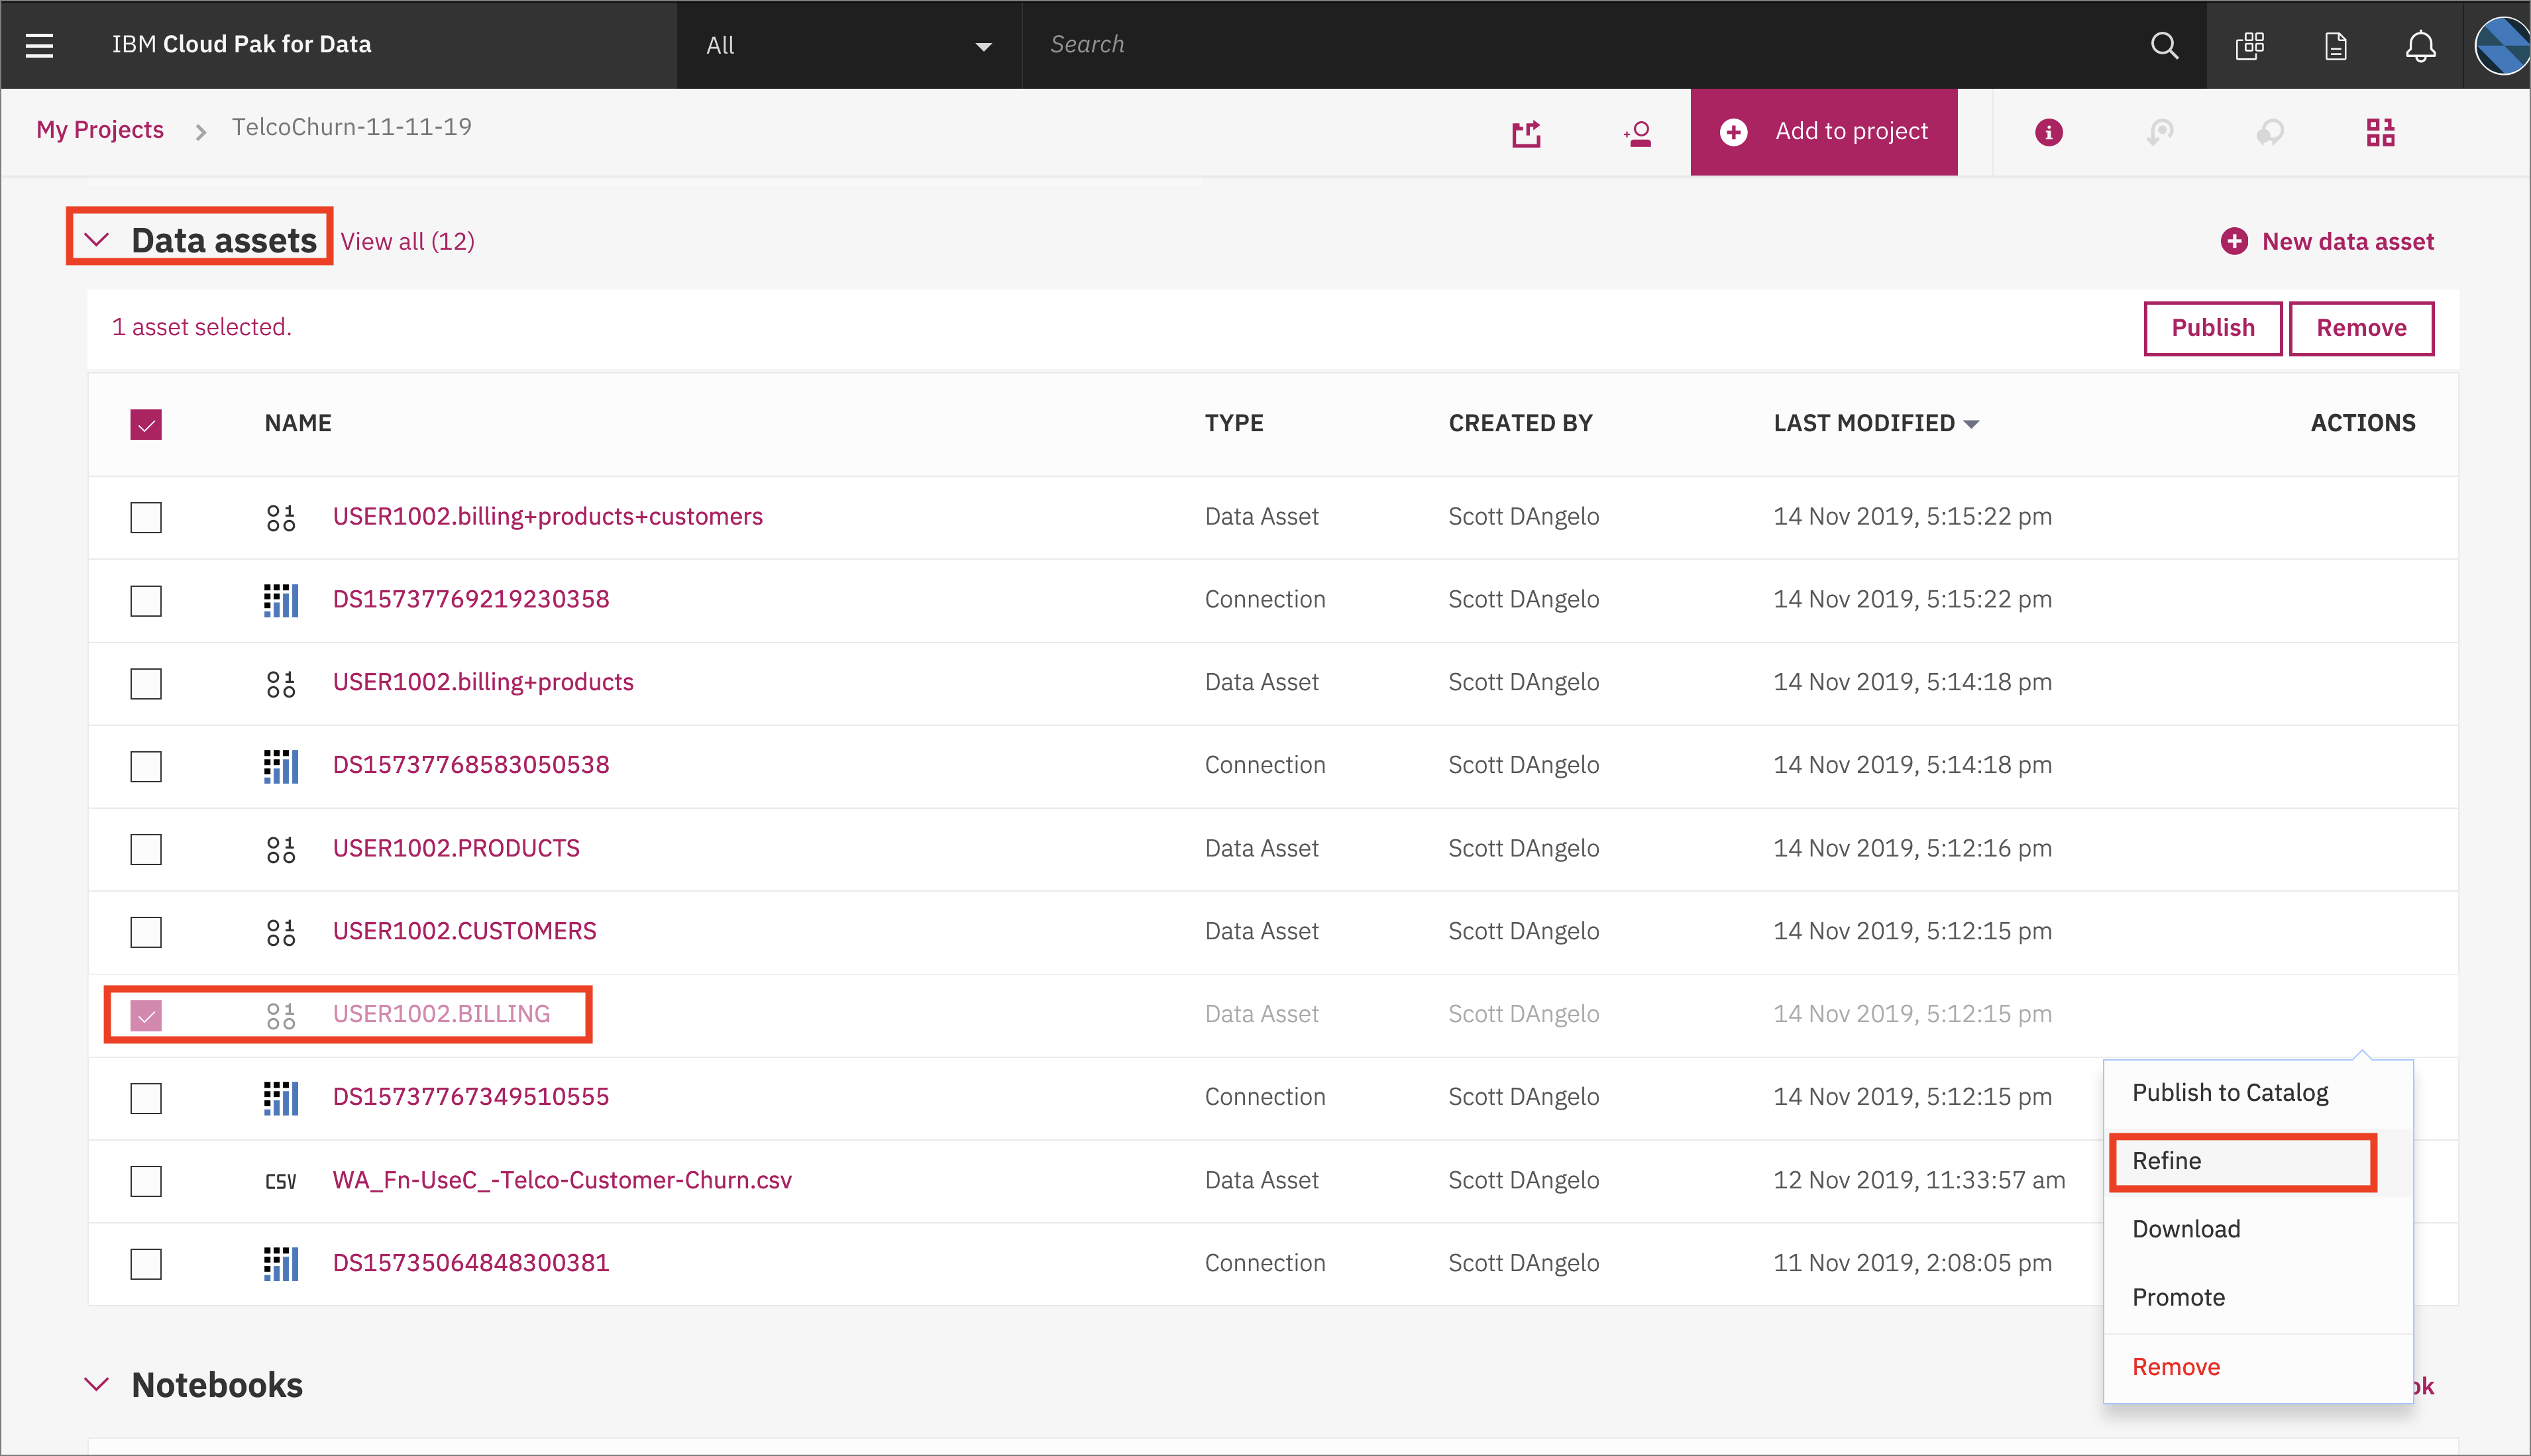 IBM Cloud Pak for Data
All
Search
My Projects > TelcoChurn-11-11-19
Add to project
Data assets View all (12)
New data asset
1 asset selected.
Publish Remove
NAME TYPE CREATED BY LAST MODIFIED ACTIONS
USER1002.billing+products+customers Data Asset Scott DAngelo 14 Nov 2019, 5:15:22 pm
DS15737769219230358 Connection Scott DAngelo 14 Nov 2019, 5:15:22 pm
USER1002.billing+products Data Asset Scott DAngelo 14 Nov 2019, 5:14:18 pm
DS15737768583050538 Connection Scott DAngelo 14 Nov 2019, 5:14:18 pm
USER1002.PRODUCTS Data Asset Scott DAngelo 14 Nov 2019, 5:12:16 pm
USER1002.CUSTOMERS Data Asset Scott DAngelo 14 Nov 2019, 5:12:15 pm
USER1002.BILLING Data Asset Scott DAngelo 14 Nov 2019, 5:12:15 pm
DS15737767349510555 Connection Scott DAngelo 14 Nov 2019, 5:12:15 pm
CSV WA_Fn-UseC_-Telco-Customer-Churn.csv Data Asset Scott DAngelo 12 Nov 2019, 11:33:57 am
DS15735064848300381 Connection Scott DAngelo 11 Nov 2019, 2:08:05 pm
Publish to Catalog
Refine
Download
Promote
Remove
Notebooks